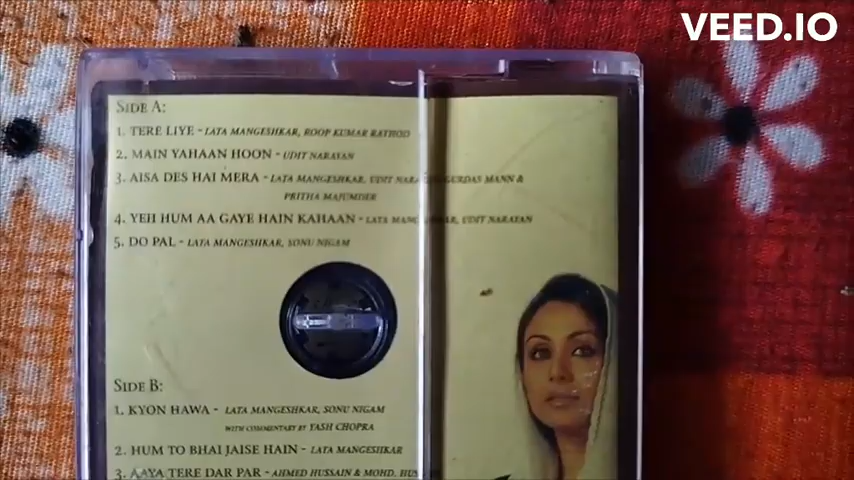 VEED.IO
SIDE A:
1. TERE LIYE - LATA MANGESHKAR, ROOP KUMAR RATHOD
2. MAIN YAHAAN HOON - UDIT NARAYAN
3. AISA DES HAI MERA - LATA MANGESHKAR, UDIT NARAYAN, GURDAS MANN &
PRITHA MAJUMDER
4. YEH HUM AA GAYE HAIN KAHAAN - LATA MANGESHKAR, UDIT NARAYAN
5. DO PAL - LATA MANGESHKAR, SONU NIGAM
SIDE B:
1. KYON HAWA - LATA MANGESHKAR, SONU NIGAM
WITH COMMENTARY BY YASH CHOPRA
2. HUM TO BHAI JAISE HAIN - LATA MANGESHKAR
3. AAYA TERE DAR PAR - AHMED HUSSAIN & MOHD.